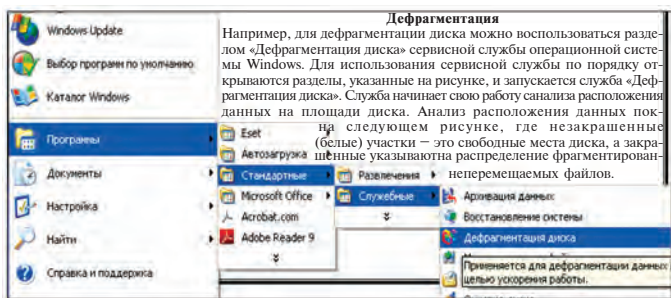 Дефрагментация
Например, для дефрагментации диска можно воспользоваться разде-
лом «Дефрагментация диска» сервисной службы операционной систе-
мы Windows. Для использования сервисной службы по порядку от-
крываются разделы, указанные на рисунке, и запускается служба «Деф-
рагментация диска». Служба начинает свою работу санализа расположения
данных на площади диска. Анализ расположения данных пок-
на следующем рисунке, где незакрашенные
(белые) участки – это свободные места диска, а закра-
шенные указываютна распределение фрагментирован-
неперемещаемых файлов.
Windows Update
Выбор программ по умолчанию
Каталог Windows
Программы
Документы
Настройка
Найти
Справка и поддержка
Eset
Автозагрузка
Стандартные
Microsoft Office
Acrobat.com
Adobe Reader 9
Развлечения
Служебные
Архивация данных
Восстановление системы
Дефрагментация диска
Применяется для дефрагментации данных
целью ускорения работы.